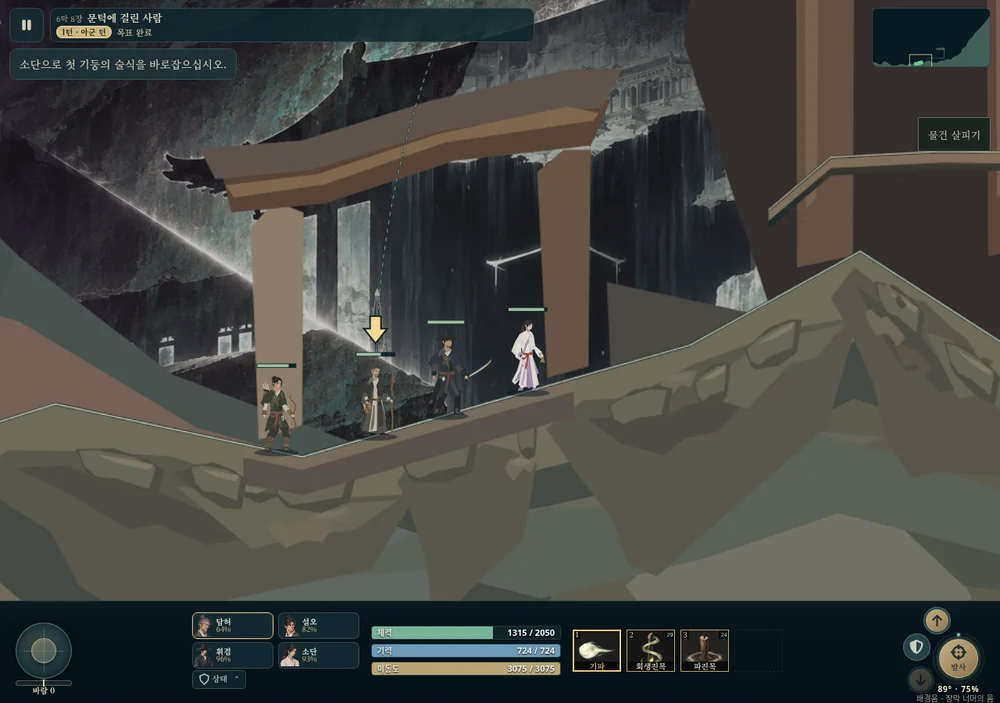 6막 8장 문턱에 걸린 사람
1턴 · 아군 턴 목표 완료
소단으로 첫 기둥의 술식을 바로잡으십시오.
물건 살피기
담허
64%
설오
82%
위겸
96%
소단
93%
상태
체력 1315 / 2050
기력 724 / 724
이동도 3075 / 3075
1
기파
2 29
회생진목
3 24
파진목
바람 0
발사
89° · 75%
배경음 · 장막 너머의 음